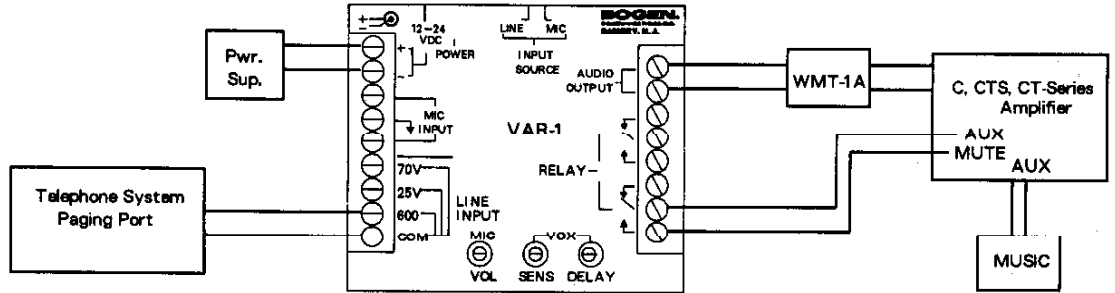 Pwr.
Sup.
Telephone System
Paging Port
+
−
12-24
VDC
POWER
+
−
MIC
INPUT
70V
25V
600
COM
LINE
INPUT
LINE
MIC
INPUT
SOURCE
BOGEN
RAMSEY, N.J.
VAR-1
MIC
VOL
VOX
SENS
DELAY
AUDIO
OUTPUT
RELAY
WMT-1A
C, CTS, CT-Series
Amplifier
AUX
MUTE
AUX
MUSIC